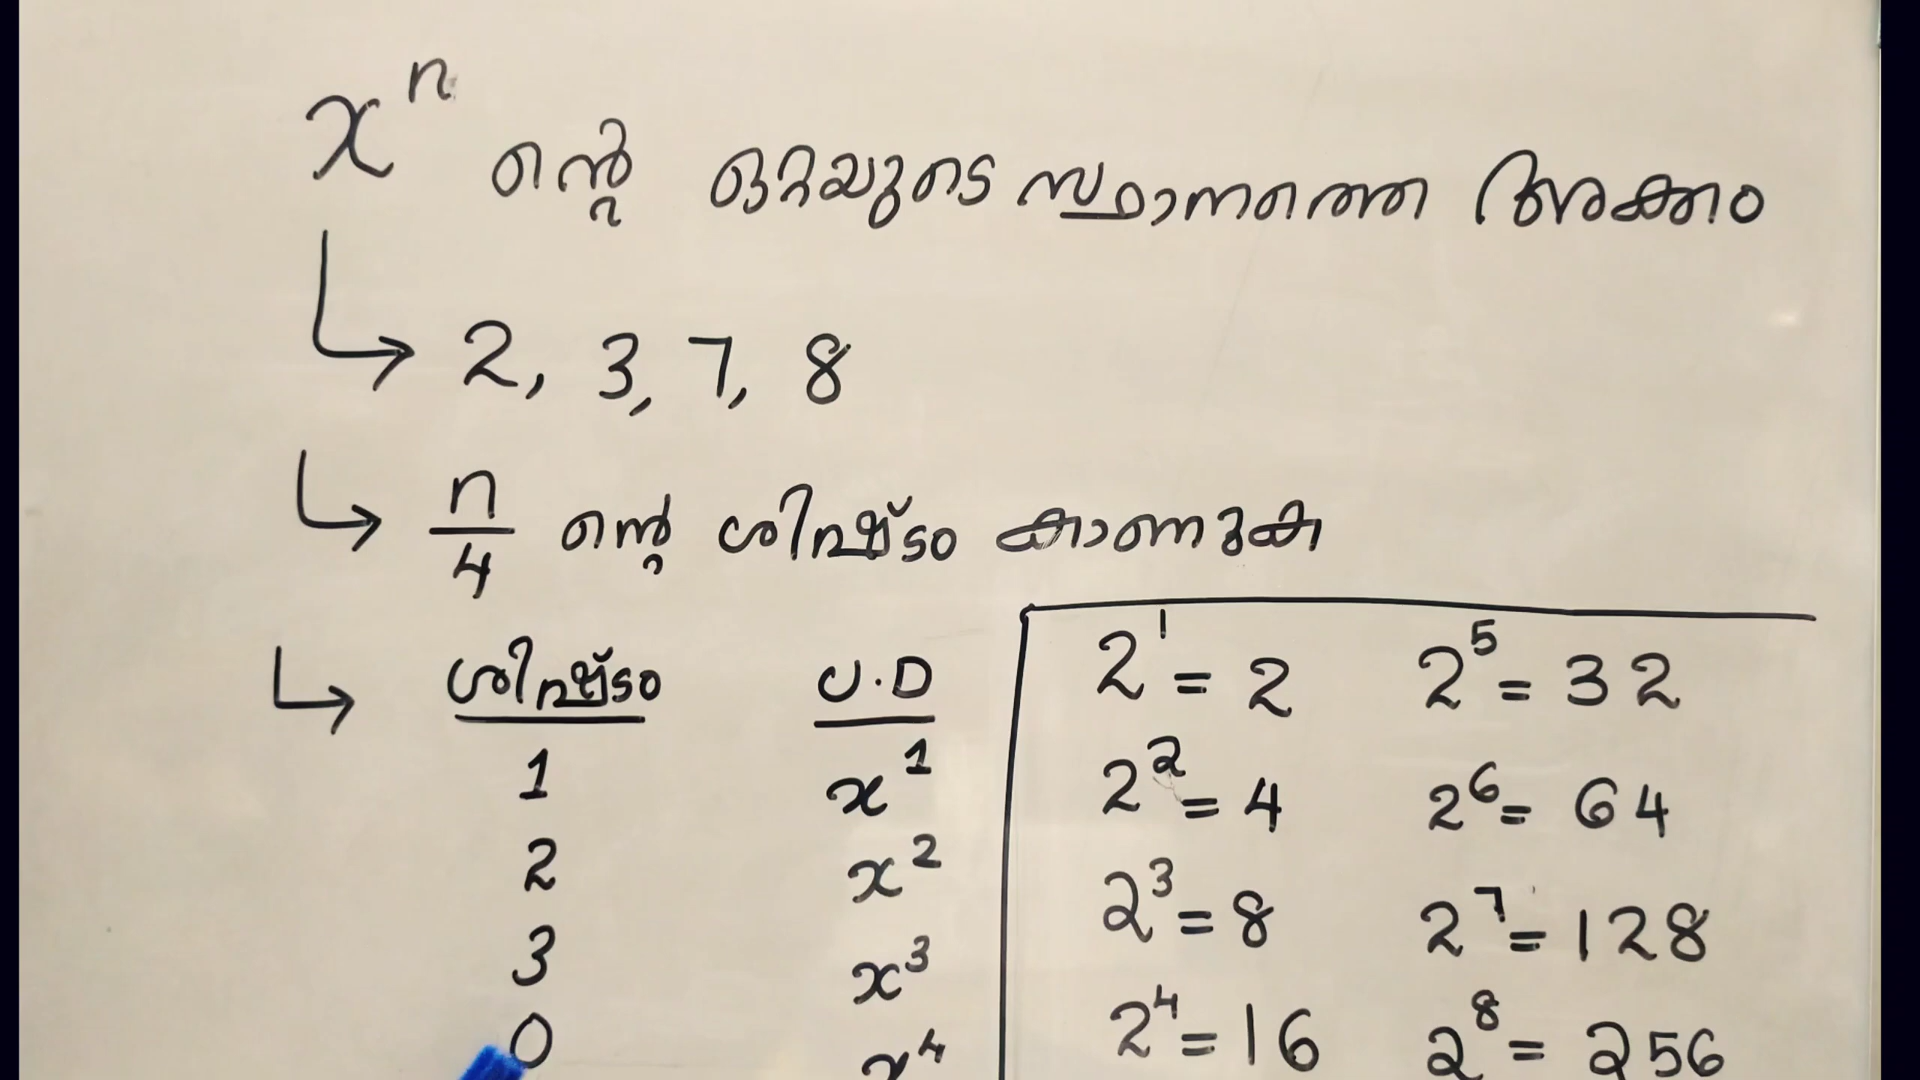 xⁿ ന്റെ ഒറ്റയുടെ സ്ഥാനത്തെ അക്കം
2, 3, 7, 8
n/4 ന്റെ ശിഷ്ടം കാണുക
ശിഷ്ടം U.D
1 x¹
2 x²
3 x³
0 x⁴
2¹ = 2 2⁵ = 32
2² = 4 2⁶ = 64
2³ = 8 2⁷ = 128
2⁴ = 16 2⁸ = 256